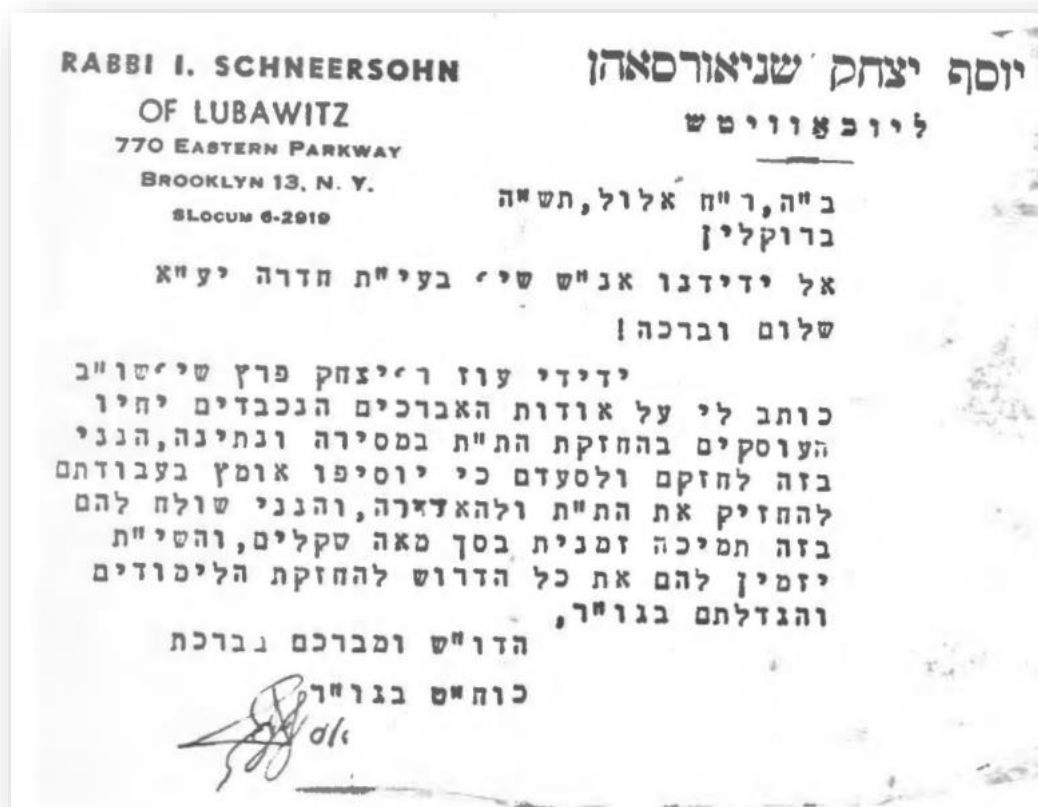 RABBI I. SCHNEERSOHN
OF LUBAWITZ
770 EASTERN PARKWAY
BROOKLYN 13, N. Y.
SLOCUM 6-2919
יוסף יצחק שניאורסאהן
ליובאוויטש
ב"ה, ר"ח אלול, תש"ה
ברוקלין
אל ידידנו אנ"ש שי' בעי"ת חדרה יע"א
שלום וברכה!
ידידי עוז ר' יצחק פרץ שי' שו"ב
כותב לי על אודות האברכים הנכבדים יחיו
העוסקים בהחזקת הת"ת במסירה ונתינה, הנני
בזה לחזקם ולסעדם כי יוסיפו אומץ בעבודתם
להחזיק את הת"ת ולהאדירה, והנני שולח להם
בזה תמיכה זמנית בסך מאה שקלים, והשי"ת
יזמין להם את כל הדרוש להחזקת הלימודים
והגדלתם בגו"ר,
הדו"ש ומברכם בברכת
כוח"ט בגו"ר